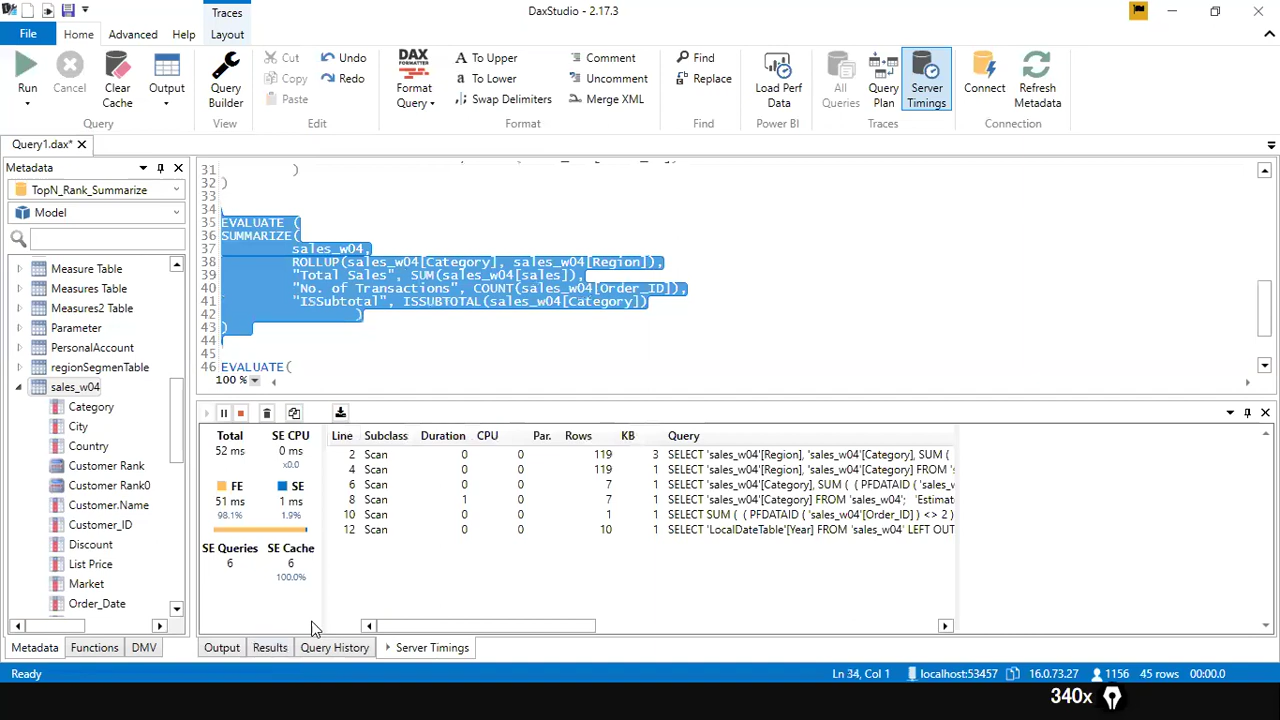 DaxStudio - 2.17.3
Traces
File Home Advanced Help Layout
Run Cancel Clear Cache Output
Query
Query Builder
View
Cut Undo
Copy Redo
Paste
Edit
Format Query
To Upper Comment
To Lower Uncomment
Swap Delimiters Merge XML
Format
Find
Replace
Find
Load Perf Data
Power BI
All Queries Query Plan Server Timings
Traces
Connect Refresh Metadata
Connection
Query1.dax*
Metadata
TopN_Rank_Summarize
Model
Measure Table
Measures Table
Measures2 Table
Parameter
PersonalAccount
regionSegmenTable
sales_w04
Category
City
Country
Customer Rank
Customer Rank0
Customer.Name
Customer_ID
Discount
List Price
Market
Order_Date
Metadata Functions DMV
31 )
32 )
33
34
35 EVALUATE (
36 SUMMARIZE(
37 sales_w04,
38 ROLLUP(sales_w04[Category], sales_w04[Region]),
39 "Total Sales", SUM(sales_w04[sales]),
40 "No. of Transactions", COUNT(sales_w04[Order_ID]),
41 "ISSubtotal", ISSUBTOTAL(sales_w04[Category])
42 )
43 )
44
45
46 EVALUATE(
100 %
Total SE CPU
52 ms 0 ms
x0.0
FE SE
51 ms 1 ms
98.1% 1.9%
SE Queries SE Cache
6 6
100.0%
Line Subclass Duration CPU Par. Rows KB Query
2 Scan 0 0 119 3 SELECT 'sales_w04'[Region], 'sales_w04'[Category], SUM (
4 Scan 0 0 119 1 SELECT 'sales_w04'[Region], 'sales_w04'[Category] FROM 's
6 Scan 0 0 7 1 SELECT 'sales_w04'[Category], SUM ( ( PFDATAID ( 'sales_
8 Scan 1 0 7 1 SELECT 'sales_w04'[Category] FROM 'sales_w04'; 'Estimate
10 Scan 0 0 1 1 SELECT SUM ( ( PFDATAID ( 'sales_w04'[Order_ID] ) <> 2 )
12 Scan 0 0 10 1 SELECT 'LocalDateTable'[Year] FROM 'sales_w04' LEFT OUT
Output Results Query History Server Timings
Ready Ln 34, Col 1 localhost:53457 16.0.73.27 1156 45 rows 00:00.0
340x